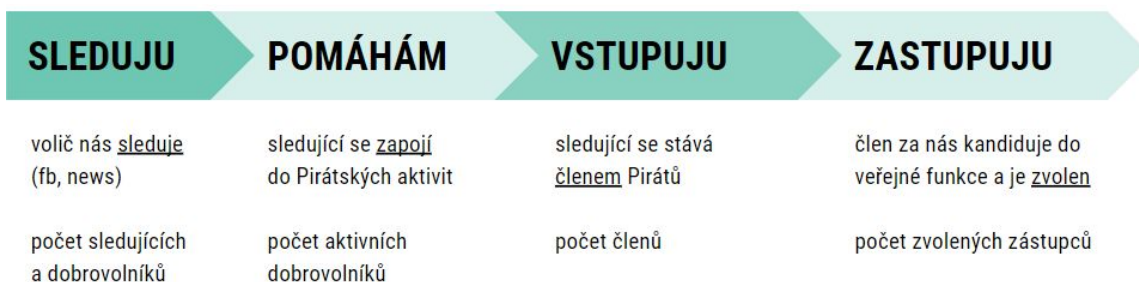 SLEDUJU
POMÁHÁM
VSTUPUJU
ZASTUPUJU
volič nás sleduje
(fb, news)
počet sledujících
a dobrovolníků
sledující se zapojí
do Pirátských aktivit
počet aktivních
dobrovolníků
sledující se stává
členem Pirátů
počet členů
člen za nás kandiduje do
veřejné funkce a je zvolen
počet zvolených zástupců